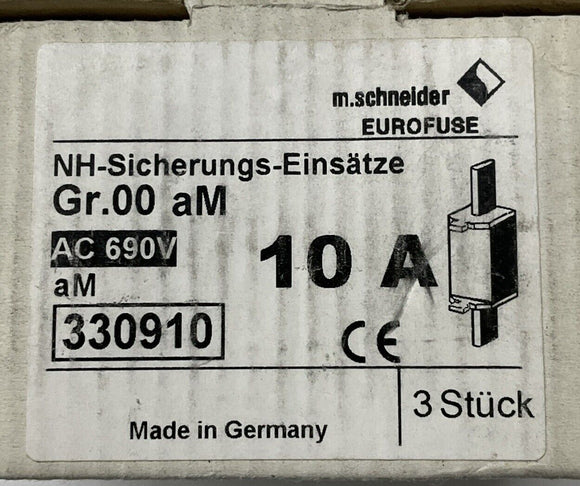 m.schneider
EUROFUSE
NH-Sicherungs-Einsätze
Gr.00 aM
AC 690V
10 A
aM
330910
CE
3 Stück
Made in Germany